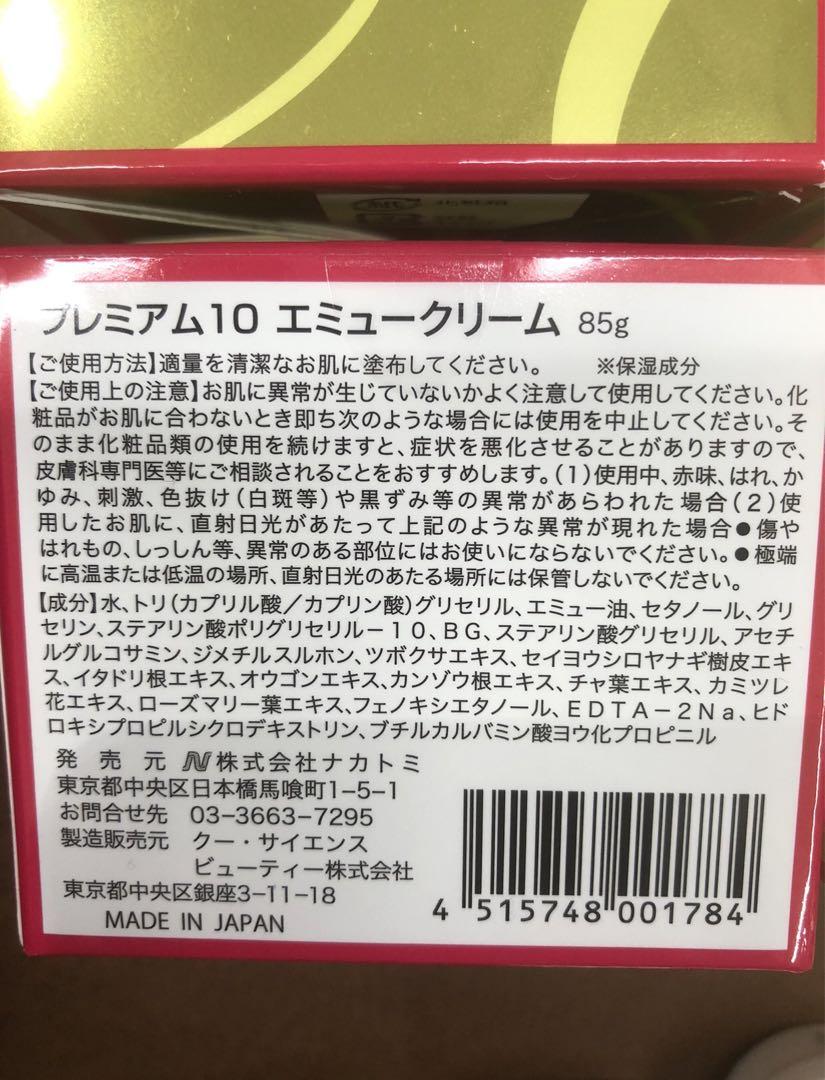 プレミアム10 エミュークリーム 85g
【ご使用方法】適量を清潔なお肌に塗布してください。 ※保湿成分
【ご使用上の注意】お肌に異常が生じていないかよく注意して使用してください。化
粧品がお肌に合わないとき即ち次のような場合には使用を中止してください。そ
のまま化粧品類の使用を続けますと、症状を悪化させることがありますので、
皮膚科専門医等にご相談されることをおすすめします。(1)使用中、赤味、はれ、か
ゆみ、刺激、色抜け(白斑等)や黒ずみ等の異常があらわれた場合(2)使
用したお肌に、直射日光があたって上記のような異常が現れた場合●傷や
はれもの、しっしん等、異常のある部位にはお使いにならないでください。●極端
に高温または低温の場所、直射日光のあたる場所には保管しないでください。
【成分】水、トリ(カプリル酸/カプリン酸)グリセリル、エミュー油、セタノール、グリ
セリン、ステアリン酸ポリグリセリル-10、BG、ステアリン酸グリセリル、アセチ
ルグルコサミン、ジメチルスルホン、ツボクサエキス、セイヨウシロヤナギ樹皮エキ
ス、イタドリ根エキス、オウゴンエキス、カンゾウ根エキス、チャ葉エキス、カミツレ
花エキス、ローズマリー葉エキス、フェノキシエタノール、EDTA-2Na、ヒド
ロキシプロピルシクロデキストリン、ブチルカルバミン酸ヨウ化プロピニル
発売元 N 株式会社ナカトミ
東京都中央区日本橋馬喰町1-5-1
お問合せ先 03-3663-7295
製造販売元 クー・サイエンス
ビューティー株式会社
東京都中央区銀座3-11-18
MADE IN JAPAN
4 515748 001784